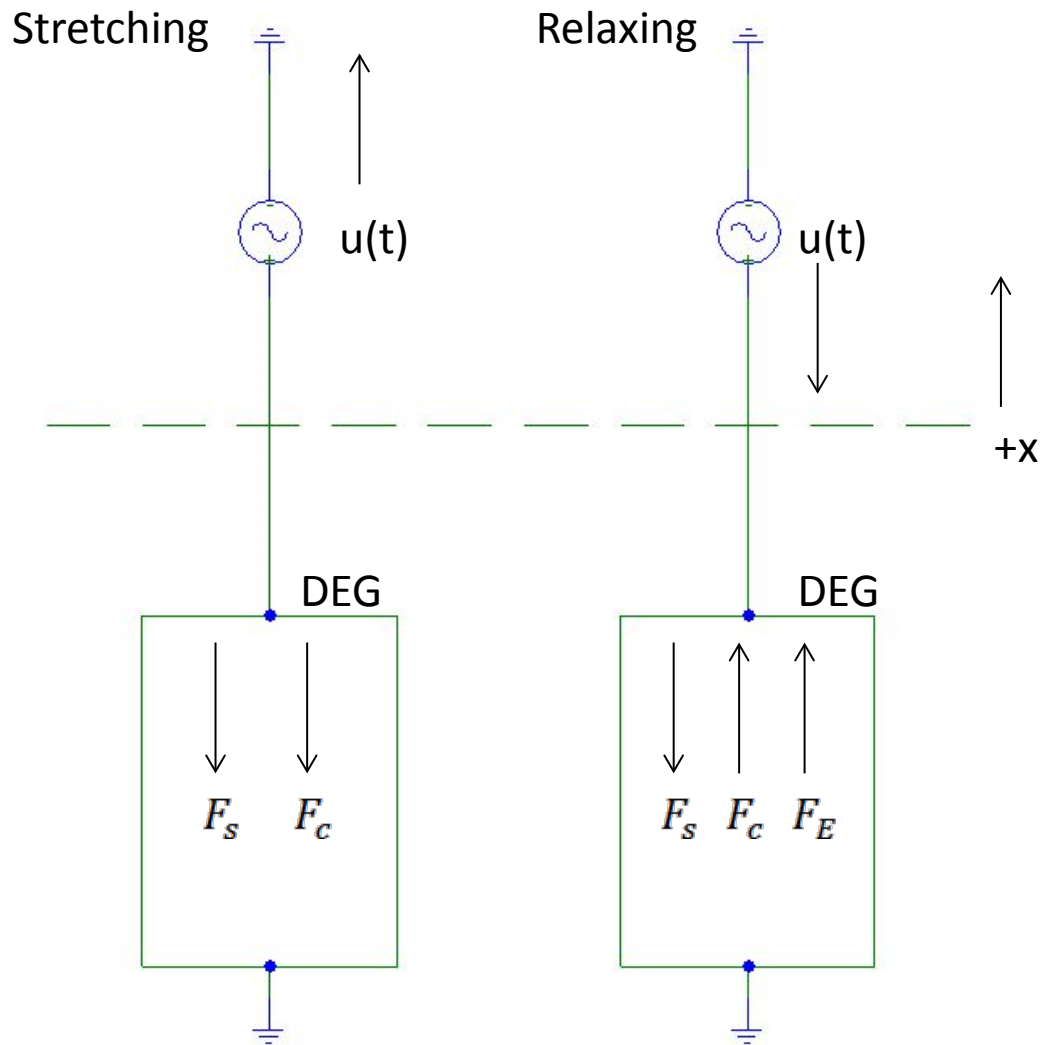 Stretching
Relaxing
u(t)
u(t)
+x
DEG
DEG
F_s F_c
F_s F_c F_E